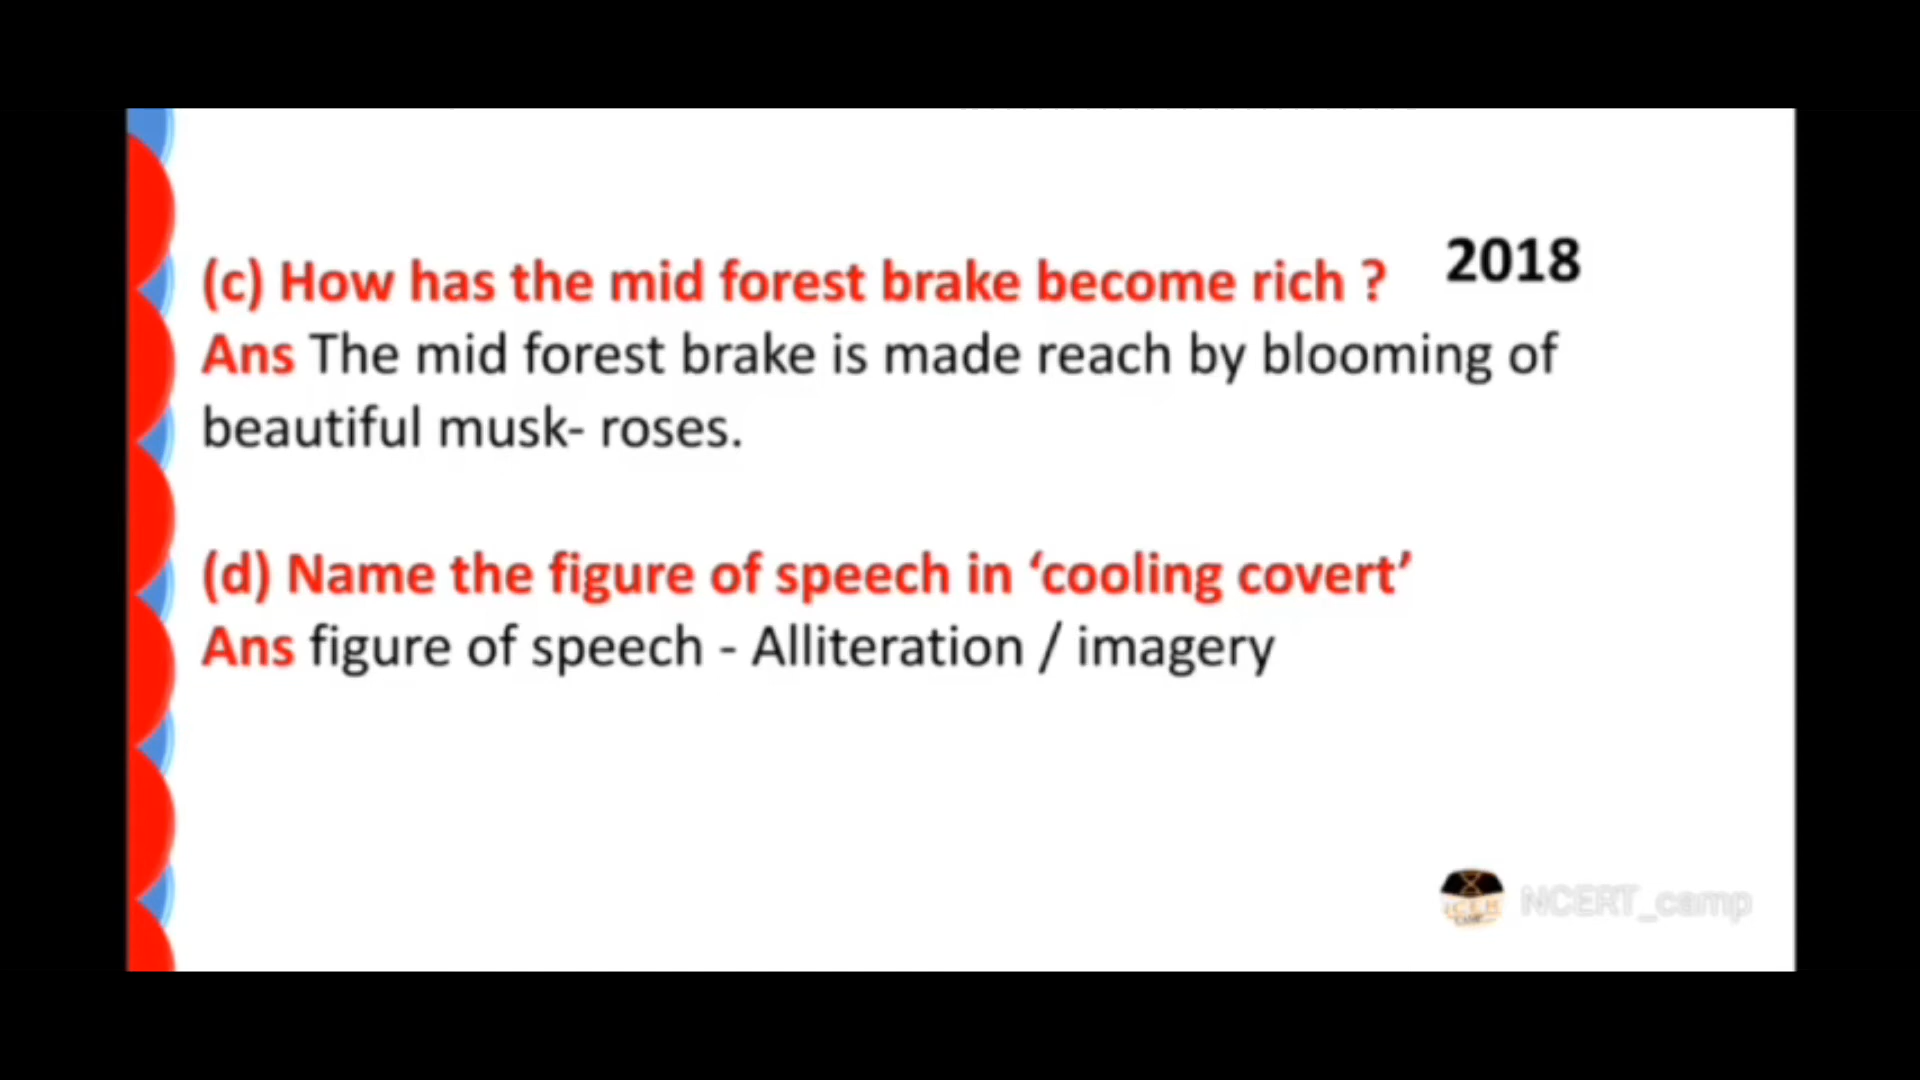 (c) How has the mid forest brake become rich ? 2018
Ans The mid forest brake is made reach by blooming of
beautiful musk- roses.
(d) Name the figure of speech in ‘cooling covert’
Ans figure of speech - Alliteration / imagery
NCERT_camp